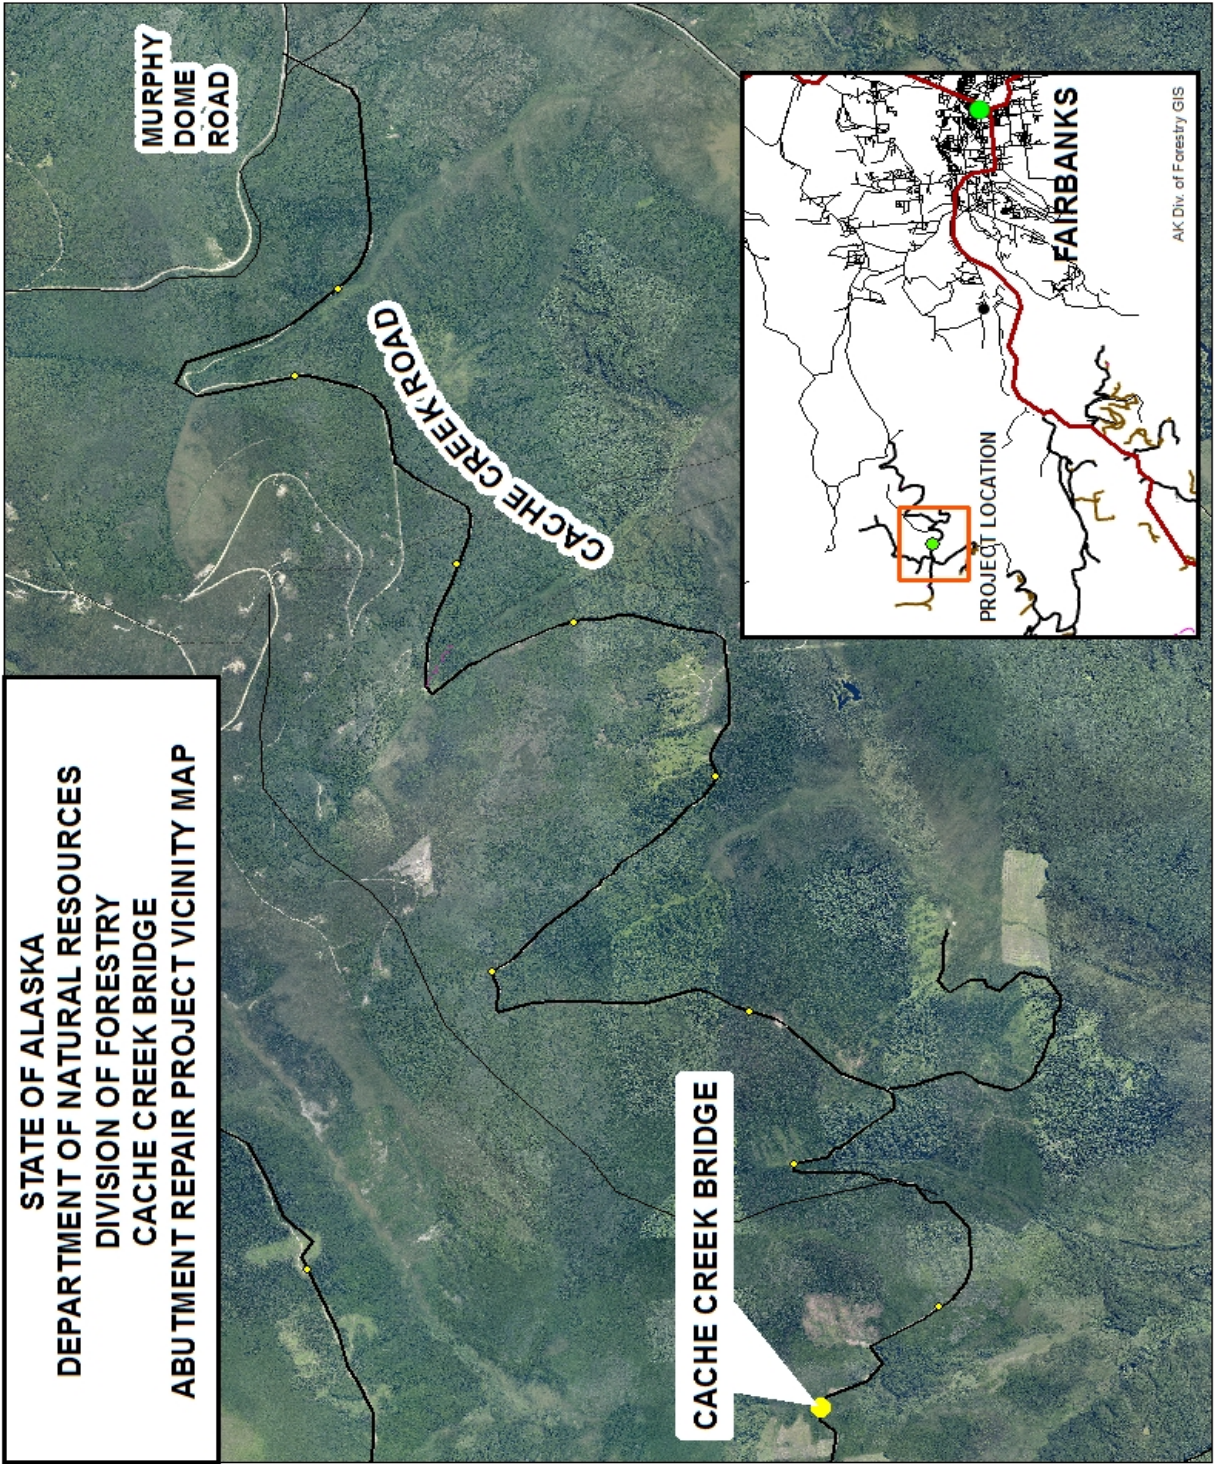 STATE OF ALASKA
DEPARTMENT OF NATURAL RESOURCES
DIVISION OF FORESTRY
CACHE CREEK BRIDGE
ABUTMENT REPAIR PROJECT VICINITY MAP
MURPHY
DOME
ROAD
CACHE CREEK ROAD
CACHE CREEK BRIDGE
PROJECT LOCATION
FAIRBANKS
AK Div. of Forestry GIS